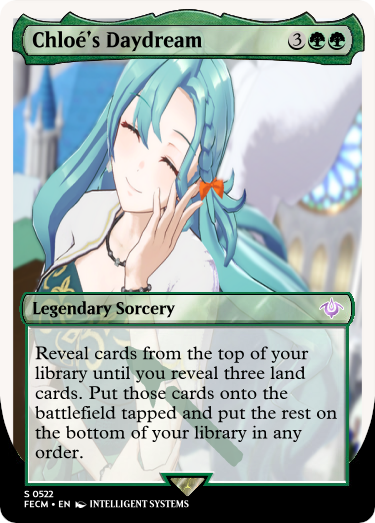 Chloé's Daydream 3
Legendary Sorcery
Reveal cards from the top of your
library until you reveal three land
cards. Put those cards onto the
battlefield tapped and put the rest on
the bottom of your library in any
order.
S 0522
FECM • EN INTELLIGENT SYSTEMS